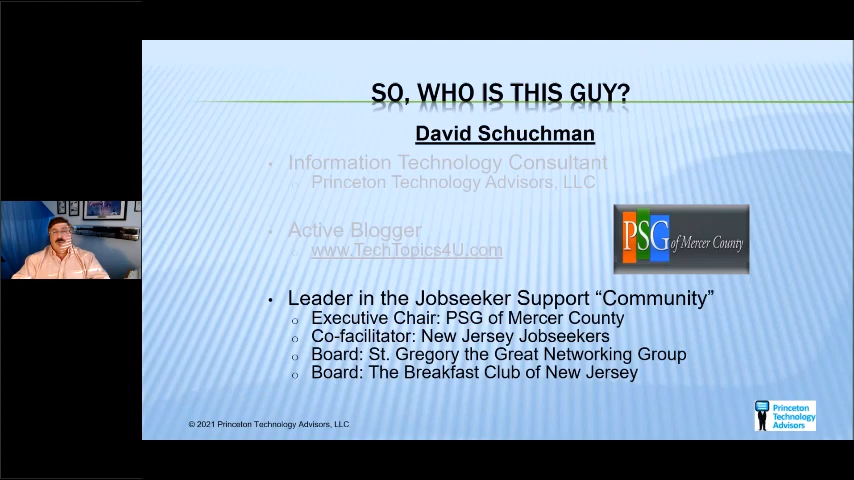 SO, WHO IS THIS GUY?
David Schuchman
• Information Technology Consultant
o Princeton Technology Advisors, LLC
• Active Blogger
o www.TechTopics4U.com
PSG of Mercer County
• Leader in the Jobseeker Support “Community”
o Executive Chair: PSG of Mercer County
o Co-facilitator: New Jersey Jobseekers
o Board: St. Gregory the Great Networking Group
o Board: The Breakfast Club of New Jersey
© 2021 Princeton Technology Advisors, LLC
Princeton
Technology
Advisors